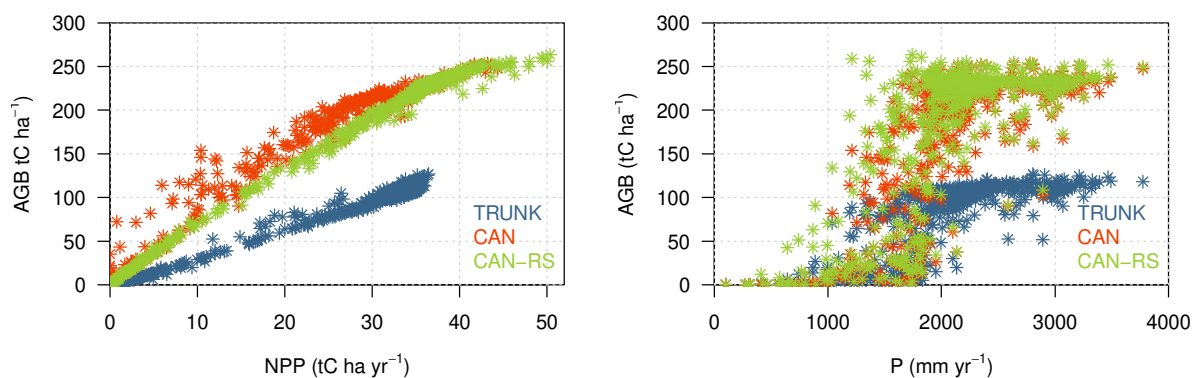 300
250
200
150
100
50
0
AGB tC ha⁻¹
TRUNK
CAN
CAN−RS
0 10 20 30 40 50
NPP (tC ha yr⁻¹)
300
250
200
150
100
50
0
AGB (tC ha⁻¹)
TRUNK
CAN
CAN−RS
0 1000 2000 3000 4000
P (mm yr⁻¹)